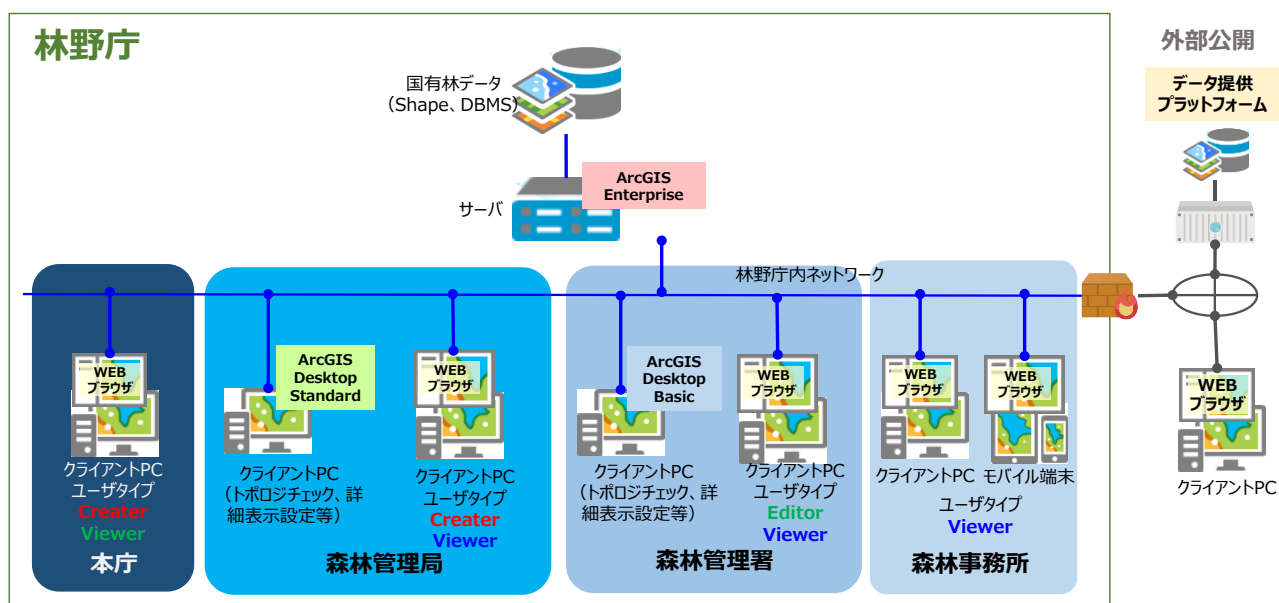 林野庁
外部公開
国有林データ
（Shape、DBMS）
データ提供
プラットフォーム
サーバ
ArcGIS
Enterprise
林野庁内ネットワーク
WEB
ブラウザ
クライアントPC
ユーザタイプ
Creater
Viewer
本庁
ArcGIS
Desktop
Standard
クライアントPC
（トポロジチェック、詳
細表示設定等）
WEB
ブラウザ
クライアントPC
ユーザタイプ
Creater
Viewer
森林管理局
ArcGIS
Desktop
Basic
クライアントPC
（トポロジチェック、詳
細表示設定等）
WEB
ブラウザ
クライアントPC
ユーザタイプ
Editor
Viewer
森林管理署
WEB
ブラウザ
クライアントPC
WEB
ブラウザ
モバイル端末
ユーザタイプ
Viewer
森林事務所
WEB
ブラウザ
クライアントPC